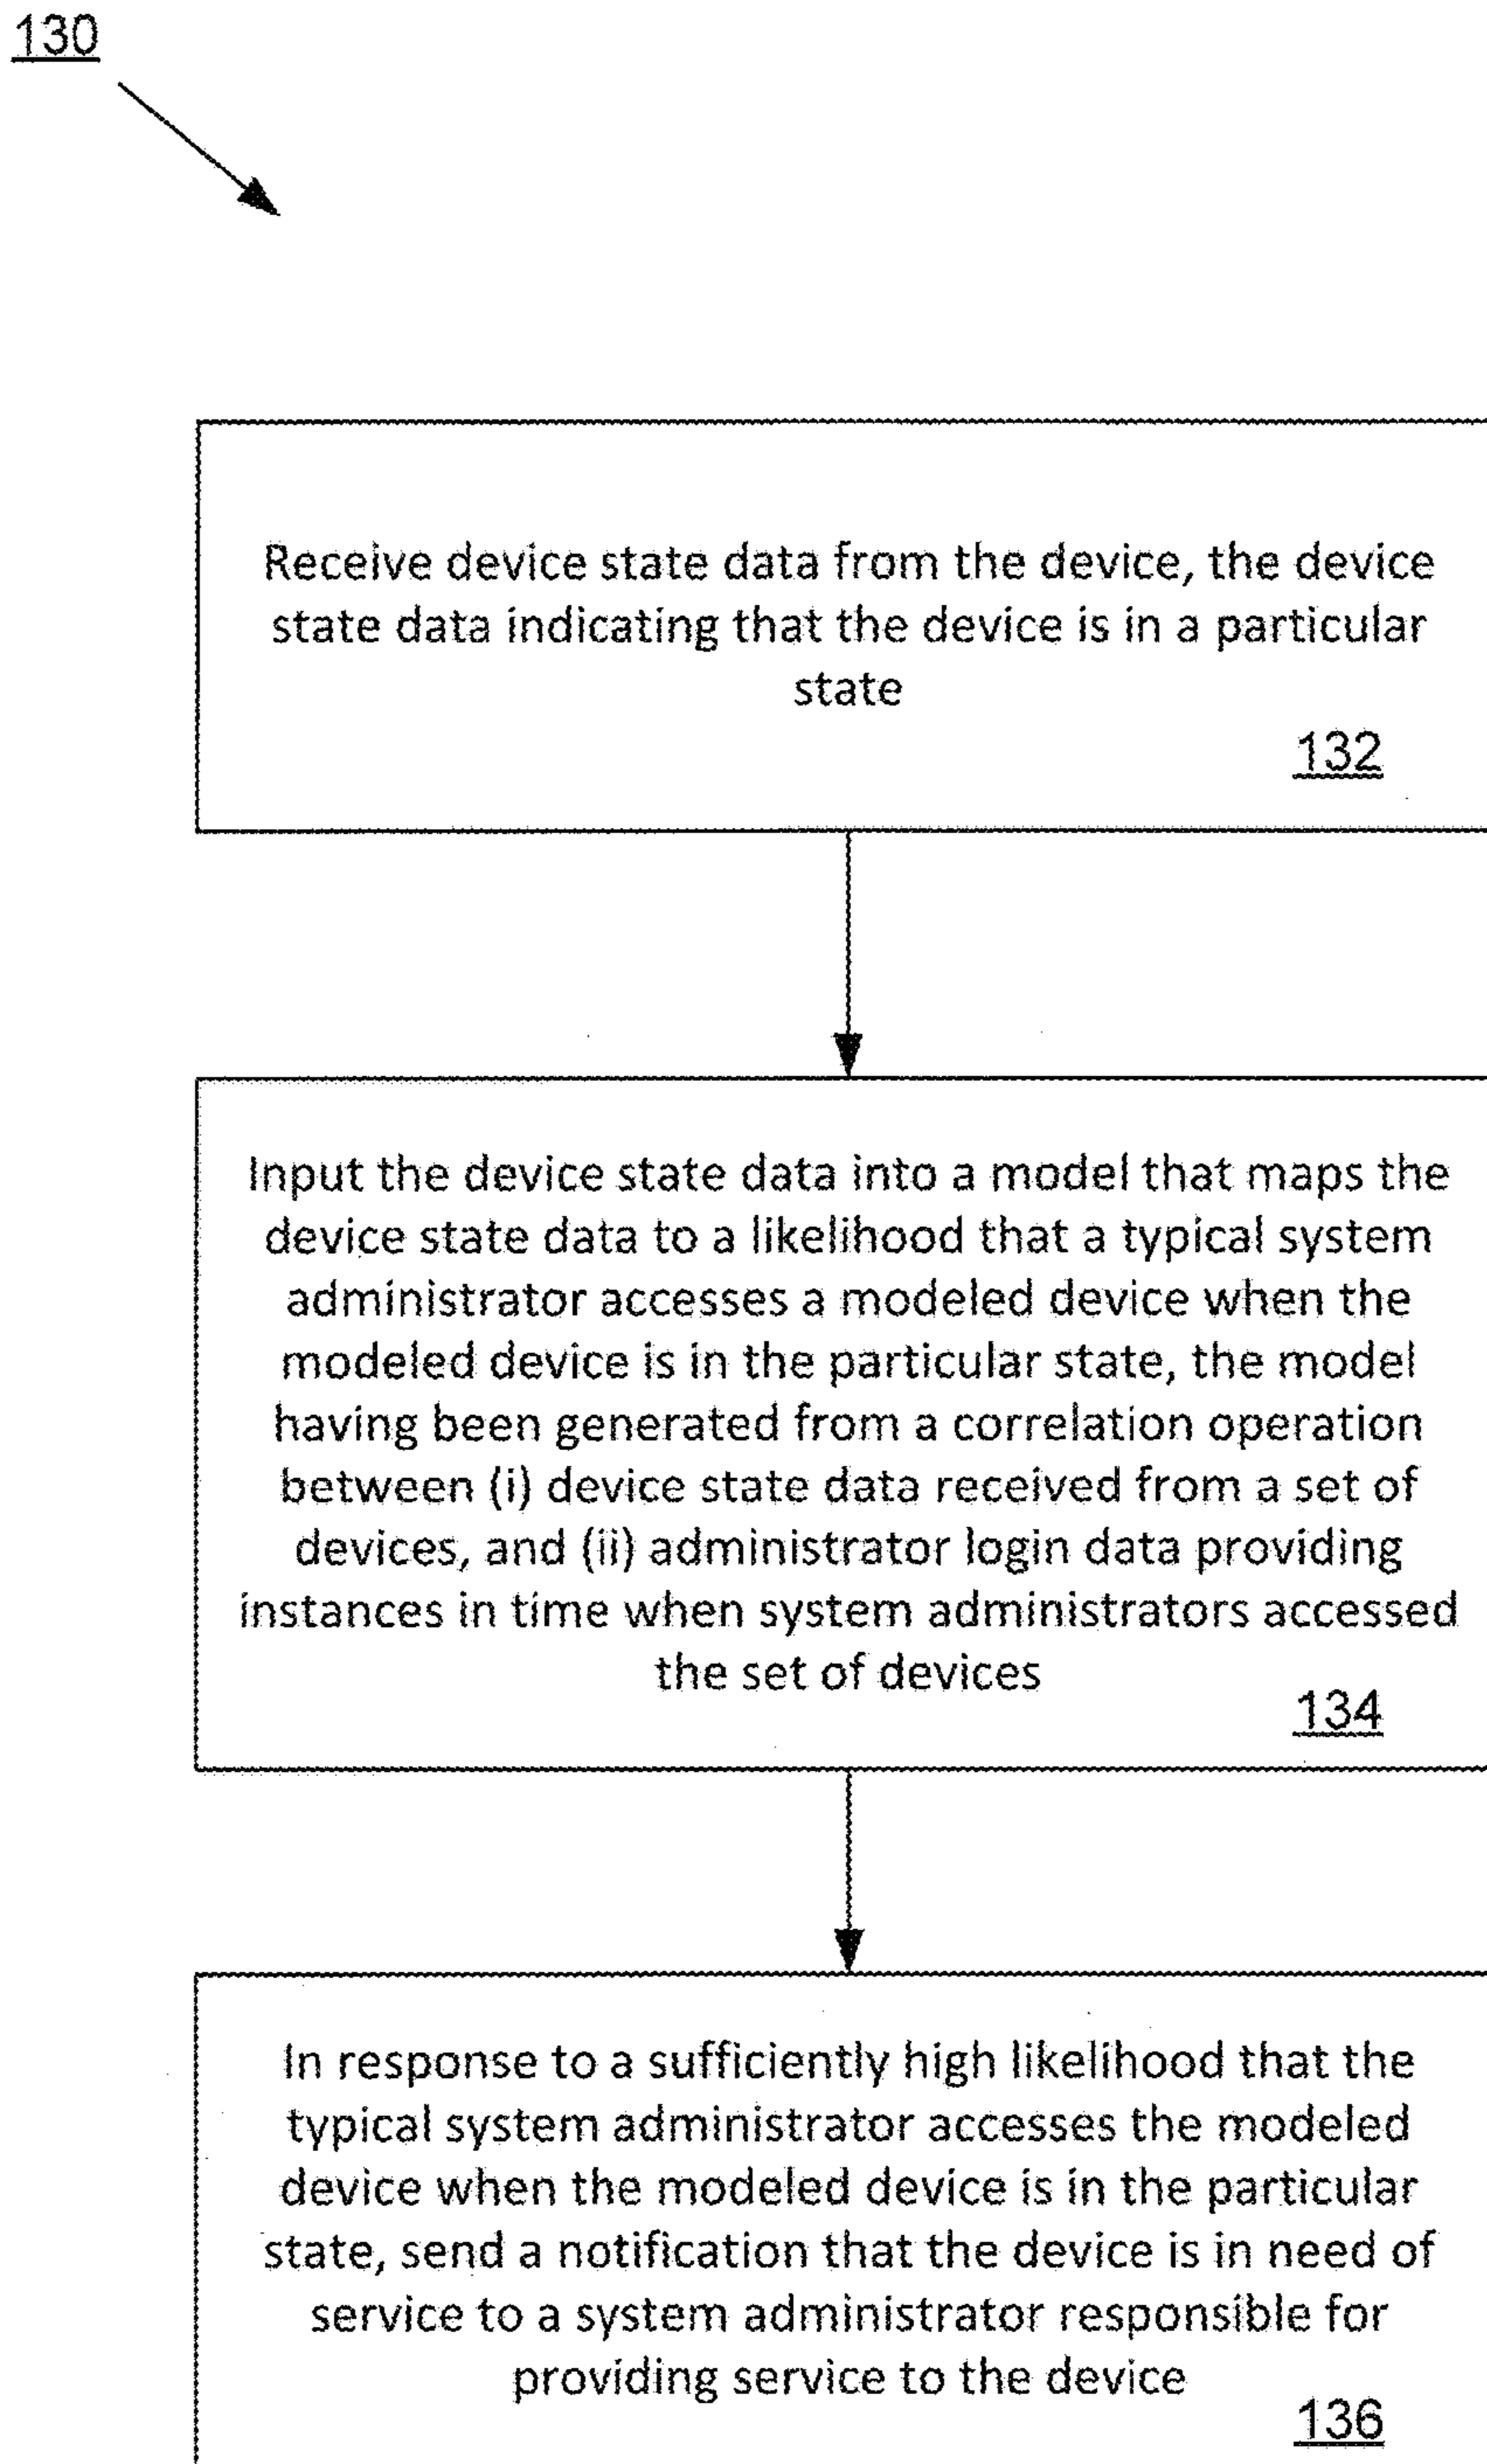 130
Receive device state data from the device, the device
state data indicating that the device is in a particular
state
132
Input the device state data into a model that maps the
device state data to a likelihood that a typical system
administrator accesses a modeled device when the
modeled device is in the particular state, the model
having been generated from a correlation operation
between (i) device state data received from a set of
devices, and (ii) administrator login data providing
instances in time when system administrators accessed
the set of devices
134
In response to a sufficiently high likelihood that the
typical system administrator accesses the modeled
device when the modeled device is in the particular
state, send a notification that the device is in need of
service to a system administrator responsible for
providing service to the device
136